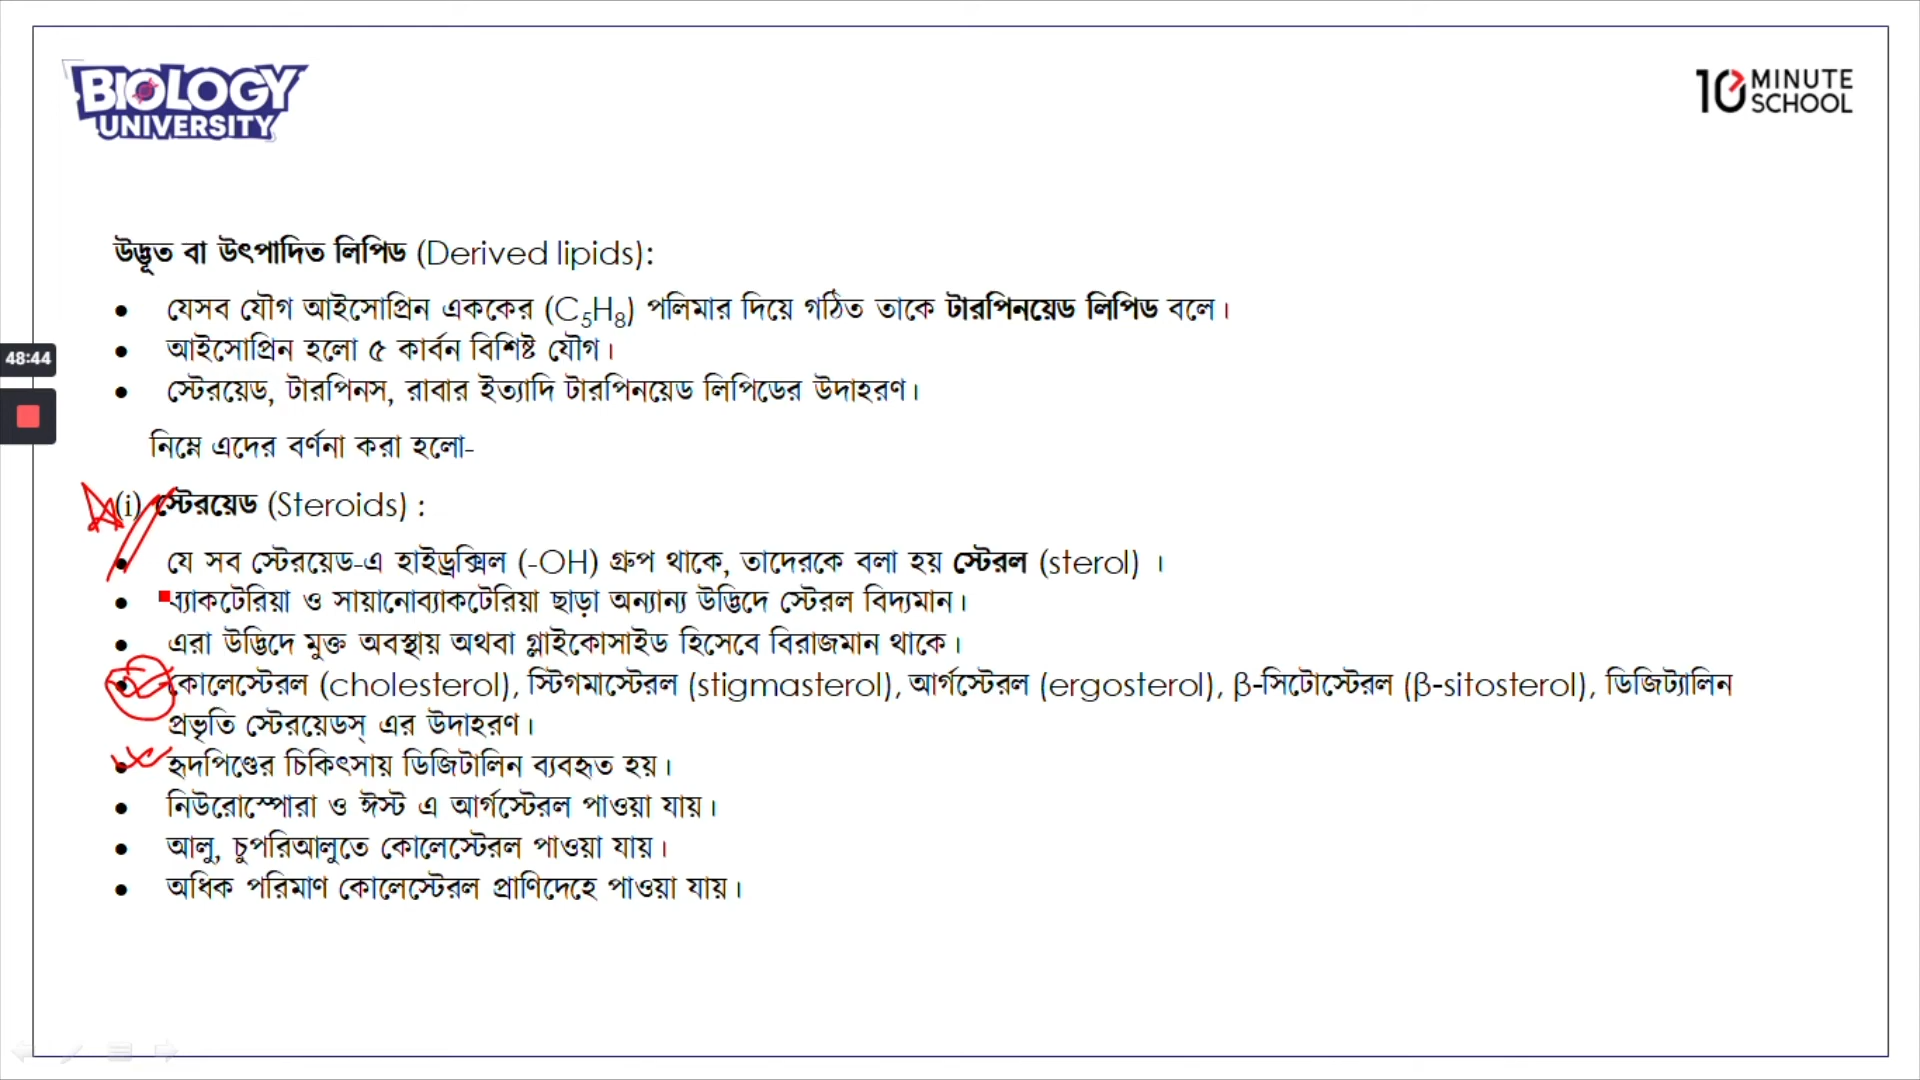 BIOLOGY
UNIVERSITY
10 MINUTE
SCHOOL
উদ্ভূত বা উৎপাদিত লিপিড (Derived lipids):
• যেসব যৌগ আইসোপ্রিন এককের (C₅H₈) পলিমার দিয়ে গঠিত তাকে টারপিনয়েড লিপিড বলে।
• আইসোপ্রিন হলো ৫ কার্বন বিশিষ্ট যৌগ।
• স্টেরয়েড, টারপিনস, রাবার ইত্যাদি টারপিনয়েড লিপিডের উদাহরণ।
48:44
নিম্নে এদের বর্ণনা করা হলো-
(i) স্টেরয়েড (Steroids) :
• যে সব স্টেরয়েড-এ হাইড্রক্সিল (-OH) গ্রুপ থাকে, তাদেরকে বলা হয় স্টেরল (sterol) ।
• ব্যাকটেরিয়া ও সায়ানোব্যাকটেরিয়া ছাড়া অন্যান্য উদ্ভিদে স্টেরল বিদ্যমান।
• এরা উদ্ভিদে মুক্ত অবস্থায় অথবা গ্লাইকোসাইড হিসেবে বিরাজমান থাকে।
• কোলেস্টেরল (cholesterol), স্টিগমাস্টেরল (stigmasterol), আর্গস্টেরল (ergosterol), β-সিটোস্টেরল (β-sitosterol), ডিজিট্যালিন
প্রভৃতি স্টেরয়েডস্ এর উদাহরণ।
• হৃদপিণ্ডের চিকিৎসায় ডিজিটালিন ব্যবহৃত হয়।
• নিউরোস্পোরা ও ঈস্ট এ আর্গস্টেরল পাওয়া যায়।
• আলু, চুপরিআলুতে কোলেস্টেরল পাওয়া যায়।
• অধিক পরিমাণ কোলেস্টেরল প্রাণিদেহে পাওয়া যায়।